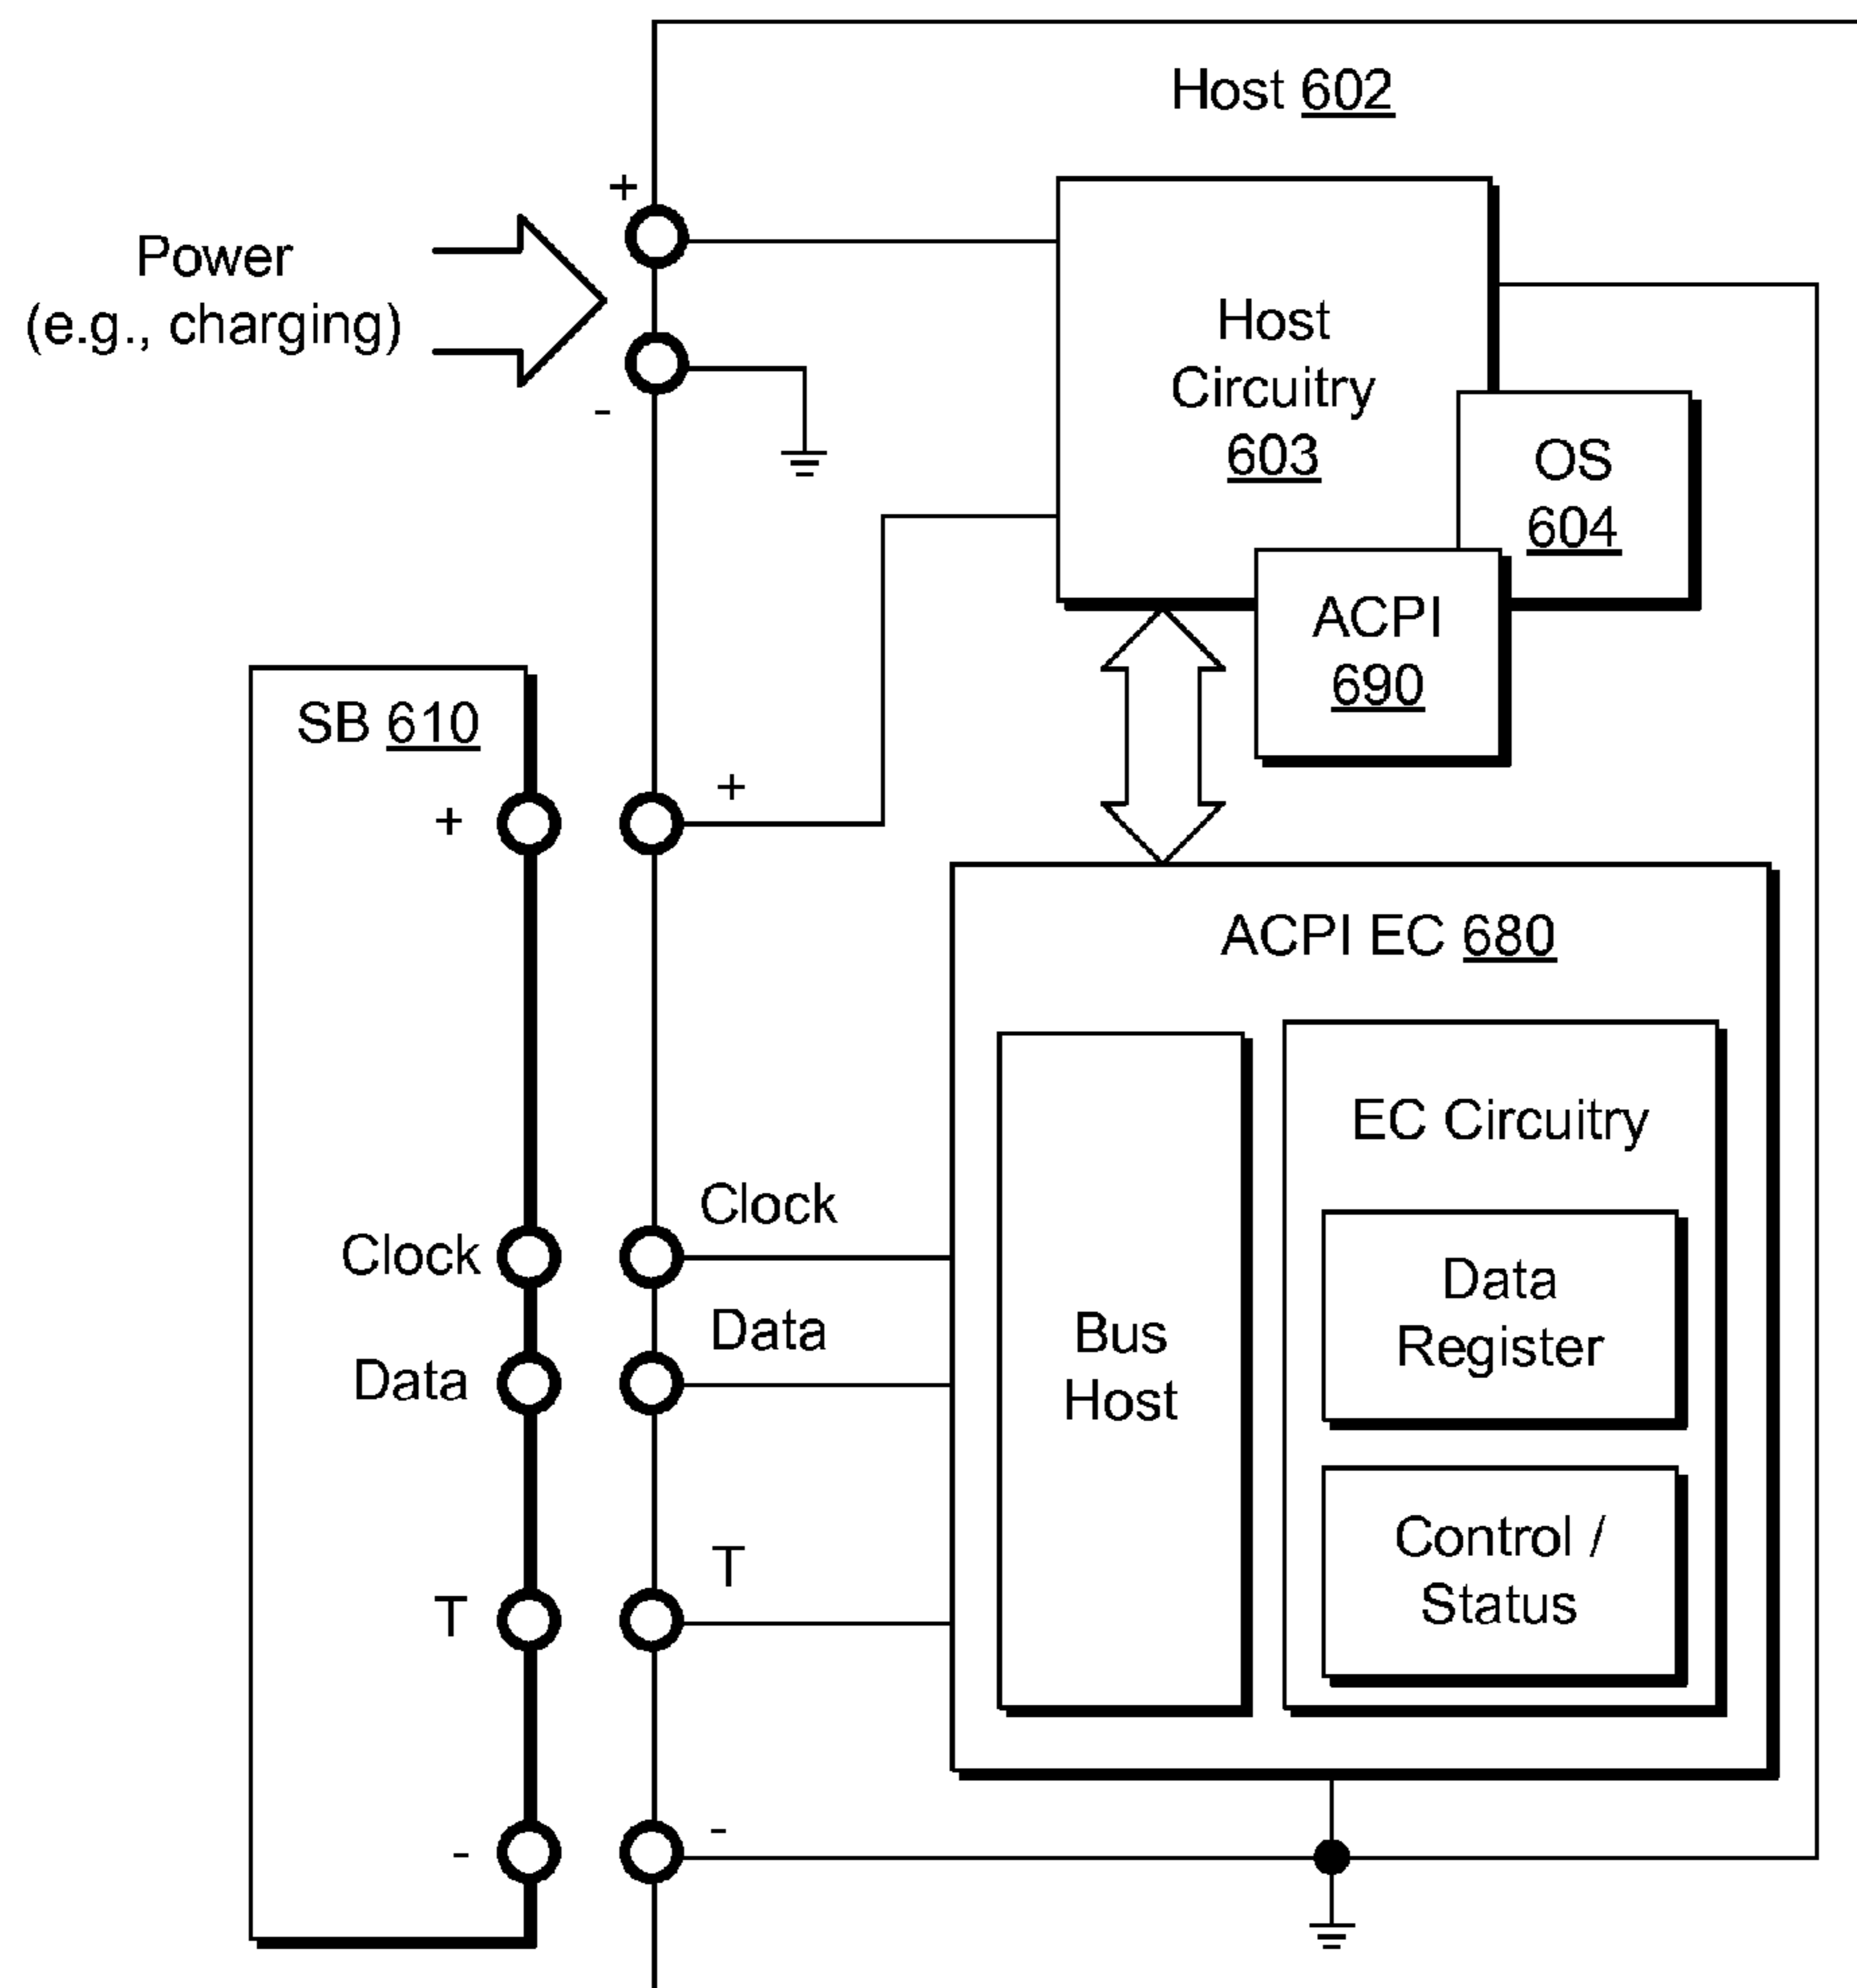 Host 602
+
Power
(e.g., charging)
-
Host
Circuitry
603
OS
604
ACPI
690
SB 610
+
+
ACPI EC 680
EC Circuitry
Clock
Clock
Data
Data
Bus
Host
Data
Register
Control /
Status
T
T
-
-